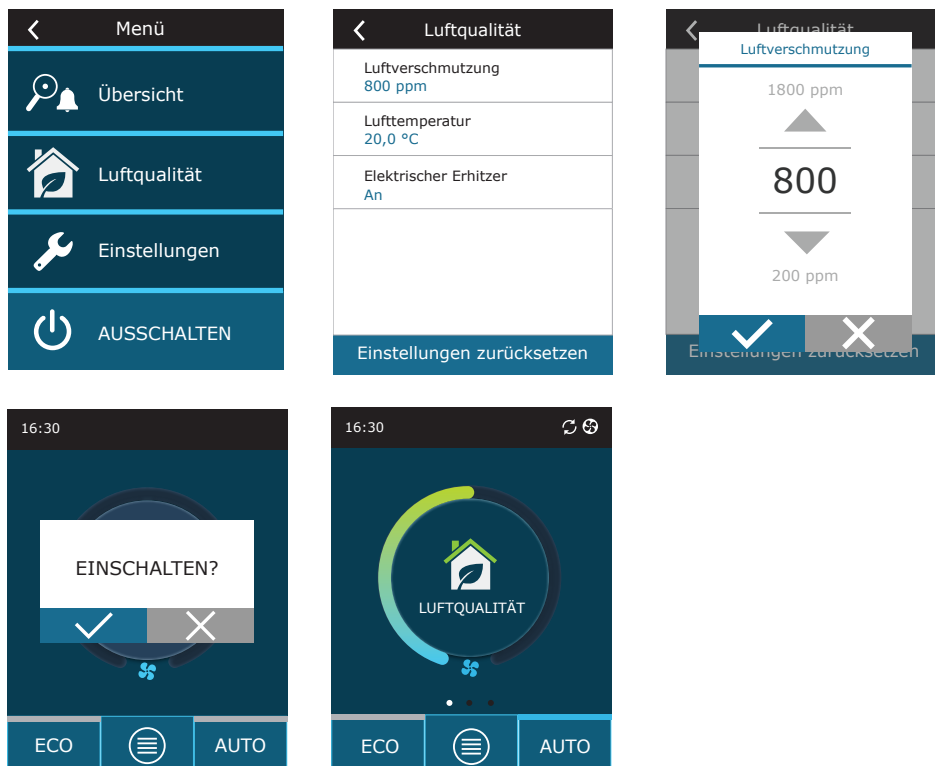 Menü
Übersicht
Luftqualität
Einstellungen
AUSSCHALTEN
Luftqualität
Luftverschmutzung
800 ppm
Lufttemperatur
20,0 °C
Elektrischer Erhitzer
An
Einstellungen zurücksetzen
Luftqualität
Luftverschmutzung
1800 ppm
800
200 ppm
Einstellungen zurücksetzen
16:30
EINSCHALTEN?
ECO
AUTO
16:30
LUFTQUALITÄT
ECO
AUTO